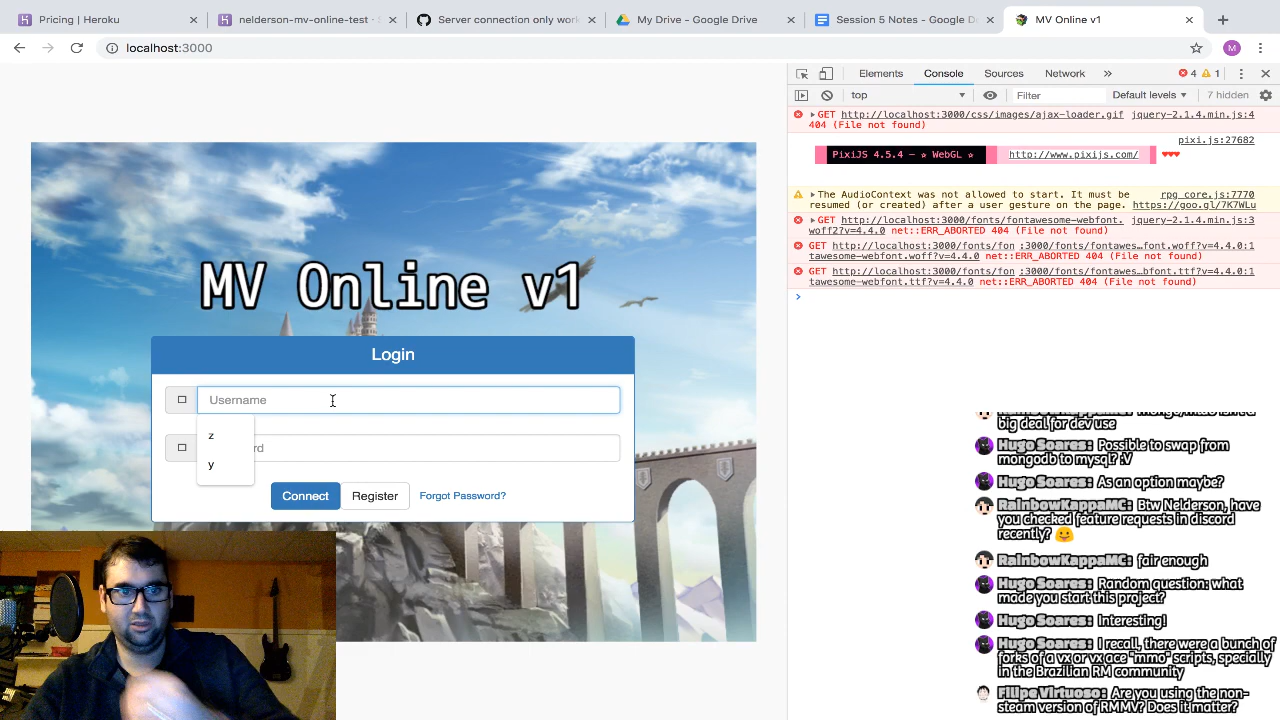 Pricing | Heroku
nelderson-mv-online-test ·
Server connection only wor
My Drive - Google Drive
Session 5 Notes - Google D
MV Online v1
localhost:3000
M
Elements Console Sources Network » 4 1
top Filter Default levels 7 hidden
GET http://localhost:3000/css/images/ajax-loader.gif jquery-2.1.4.min.js:4
404 (File not found)
pixi.js:27682
PixiJS 4.5.4 - ✰ WebGL ✰ http://www.pixijs.com/ ♥♥♥
The AudioContext was not allowed to start. It must be rpg_core.js:7770
resumed (or created) after a user gesture on the page. https://goo.gl/7K7WLu
GET http://localhost:3000/fonts/fontawesome-webfont. jquery-2.1.4.min.js:3
woff2?v=4.4.0 net::ERR_ABORTED 404 (File not found)
GET http://localhost:3000/fonts/fon :3000/fonts/fontawes…font.woff?v=4.4.0:1
tawesome-webfont.woff?v=4.4.0 net::ERR_ABORTED 404 (File not found)
GET http://localhost:3000/fonts/fon :3000/fonts/fontawes…bfont.ttf?v=4.4.0:1
tawesome-webfont.ttf?v=4.4.0 net::ERR_ABORTED 404 (File not found)
MV Online v1
Login
Username
z
rd
y
Connect Register Forgot Password?
big deal for dev use
Hugo Soares: Possible to swap from
mongodb to mysql? :V
Hugo Soares: As an option maybe?
RainbowKappaMC: Btw Nelderson, have
you checked feature requests in discord
recently? 🤗
RainbowKappaMC: fair enough
Hugo Soares: Random question: what
made you start this project?
Hugo Soares: Interesting!
Hugo Soares: I recall, there were a bunch of
forks of a vx or vx ace "mmo" scripts, specially
in the Brazilian RM community
Filipe Virtuoso: Are you using the non-
steam version of RMMV? Does it matter?